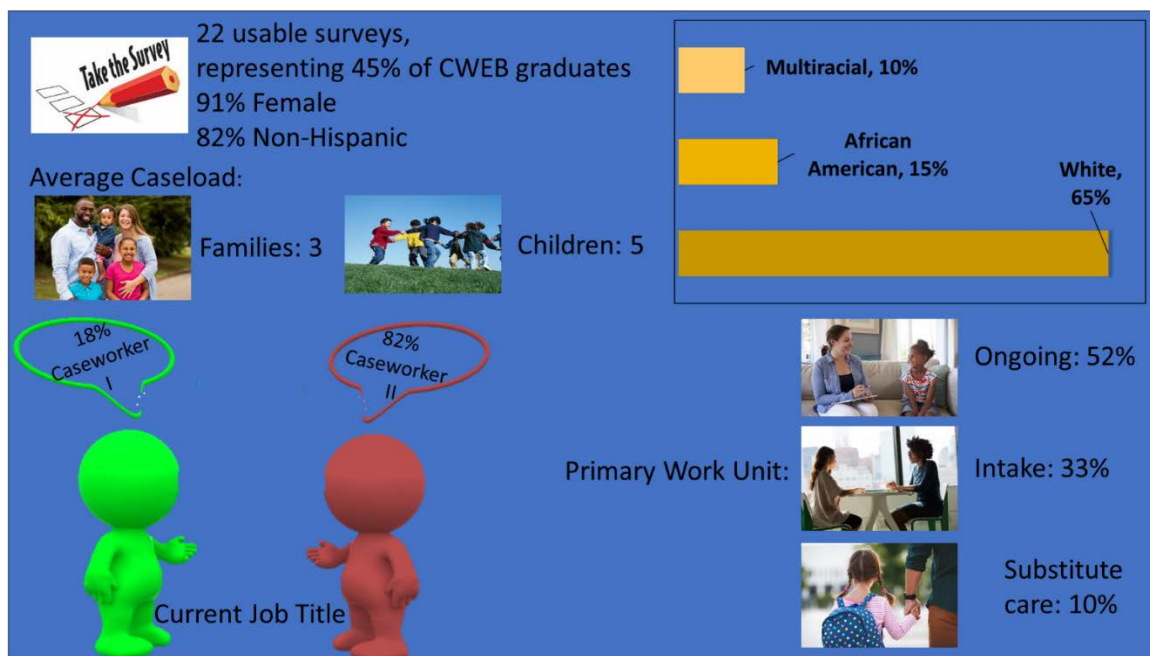 Take the Survey
22 usable surveys,
representing 45% of CWEB graduates
91% Female
82% Non-Hispanic
Average Caseload:
Families: 3
Children: 5
Multiracial, 10%
African
American, 15%
White,
65%
18%
Caseworker
I
82%
Caseworker
II
Current Job Title
Primary Work Unit:
Ongoing: 52%
Intake: 33%
Substitute
care: 10%